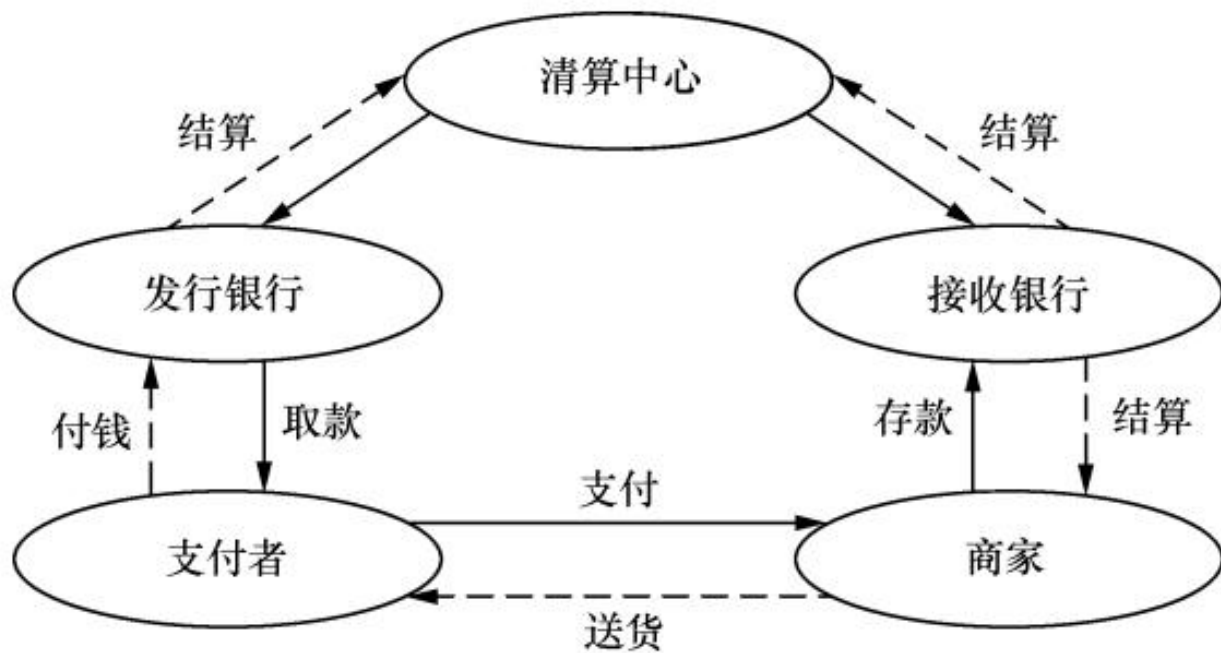 清算中心
结算
结算
发行银行
接收银行
付钱
取款
存款
结算
支付
支付者
商家
送货